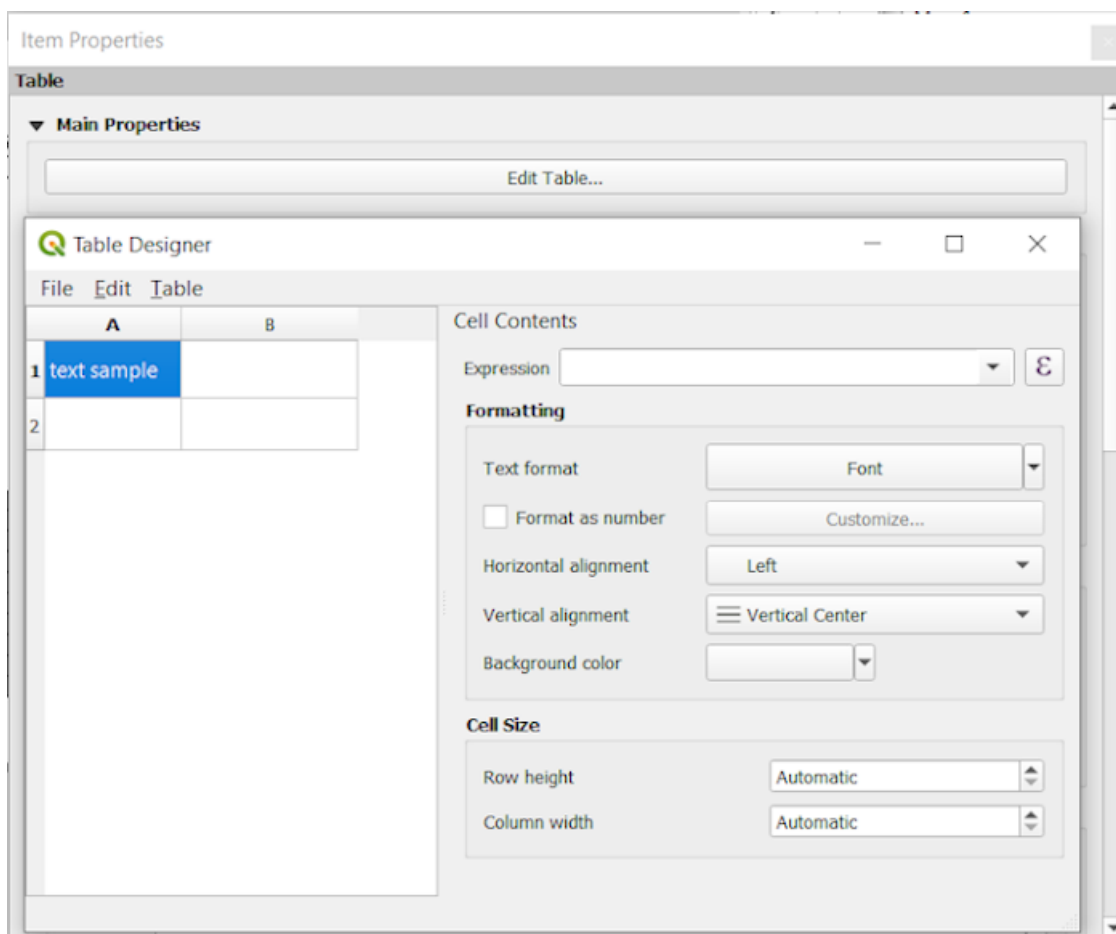 Item Properties
Table
Main Properties
Edit Table...
Table Designer
File Edit Table
A B
1 text sample
2
Cell Contents
Expression ε
Formatting
Text format Font
Format as number Customize...
Horizontal alignment Left
Vertical alignment Vertical Center
Background color
Cell Size
Row height Automatic
Column width Automatic